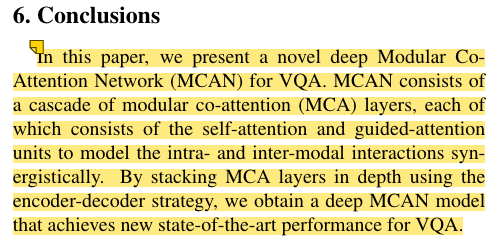 6. Conclusions
In this paper, we present a novel deep Modular Co-
Attention Network (MCAN) for VQA. MCAN consists of
a cascade of modular co-attention (MCA) layers, each of
which consists of the self-attention and guided-attention
units to model the intra- and inter-modal interactions syn-
ergistically. By stacking MCA layers in depth using the
encoder-decoder strategy, we obtain a deep MCAN model
that achieves new state-of-the-art performance for VQA.